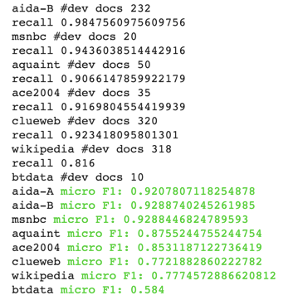 aida-B #dev docs 232
recall 0.9847560975609756
msnbc #dev docs 20
recall 0.9436038514442916
aquaint #dev docs 50
recall 0.9066147859922179
ace2004 #dev docs 35
recall 0.9169804554419939
clueweb #dev docs 320
recall 0.923418095801301
wikipedia #dev docs 318
recall 0.816
btdata #dev docs 10
aida-A micro F1: 0.9207807118254878
aida-B micro F1: 0.9288740245261985
msnbc micro F1: 0.9288446824789593
aquaint micro F1: 0.8755244755244754
ace2004 micro F1: 0.8531187122736419
clueweb micro F1: 0.7721882860222782
wikipedia micro F1: 0.7774572886620812
btdata micro F1: 0.584